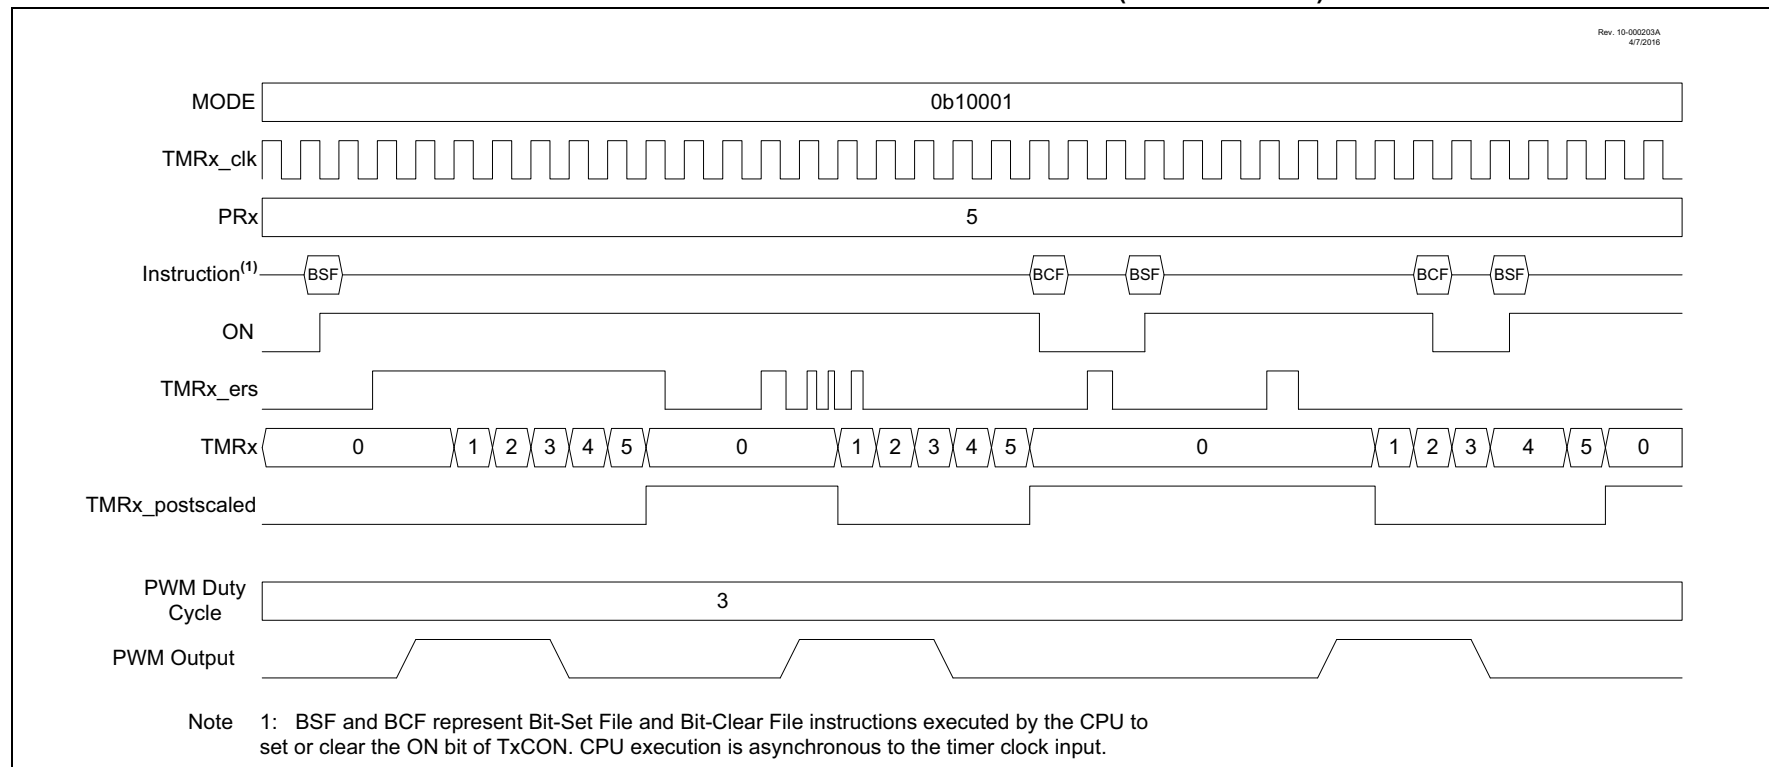 Rev. 10-000203A
4/7/2016
MODE 0b10001
TMRx_clk
PRx 5
Instruction(1) BSF BCF BSF BCF BSF
ON
TMRx_ers
TMRx 0 1 2 3 4 5 0 1 2 3 4 5 0 1 2 3 4 5 0
TMRx_postscaled
PWM Duty
Cycle 3
PWM Output
Note 1: BSF and BCF represent Bit-Set File and Bit-Clear File instructions executed by the CPU to
set or clear the ON bit of TxCON. CPU execution is asynchronous to the timer clock input.